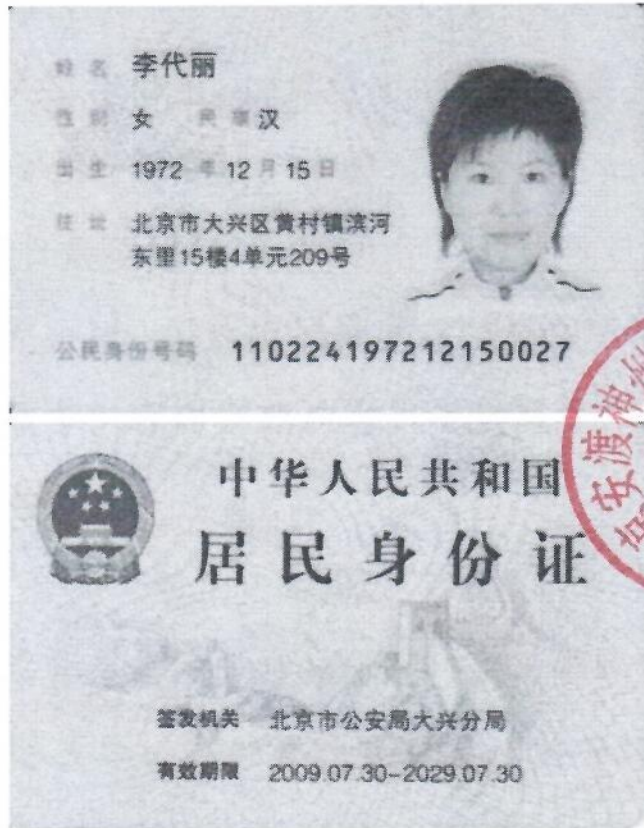 姓名 李代丽
性别 女 民族 汉
出生 1972 年 12 月 15 日
住址 北京市大兴区黄村镇滨河
东里15楼4单元209号
公民身份号码 110224197212150027
安渡神州
中华人民共和国
居民身份证
签发机关 北京市公安局大兴分局
有效期限 2009.07.30-2029.07.30